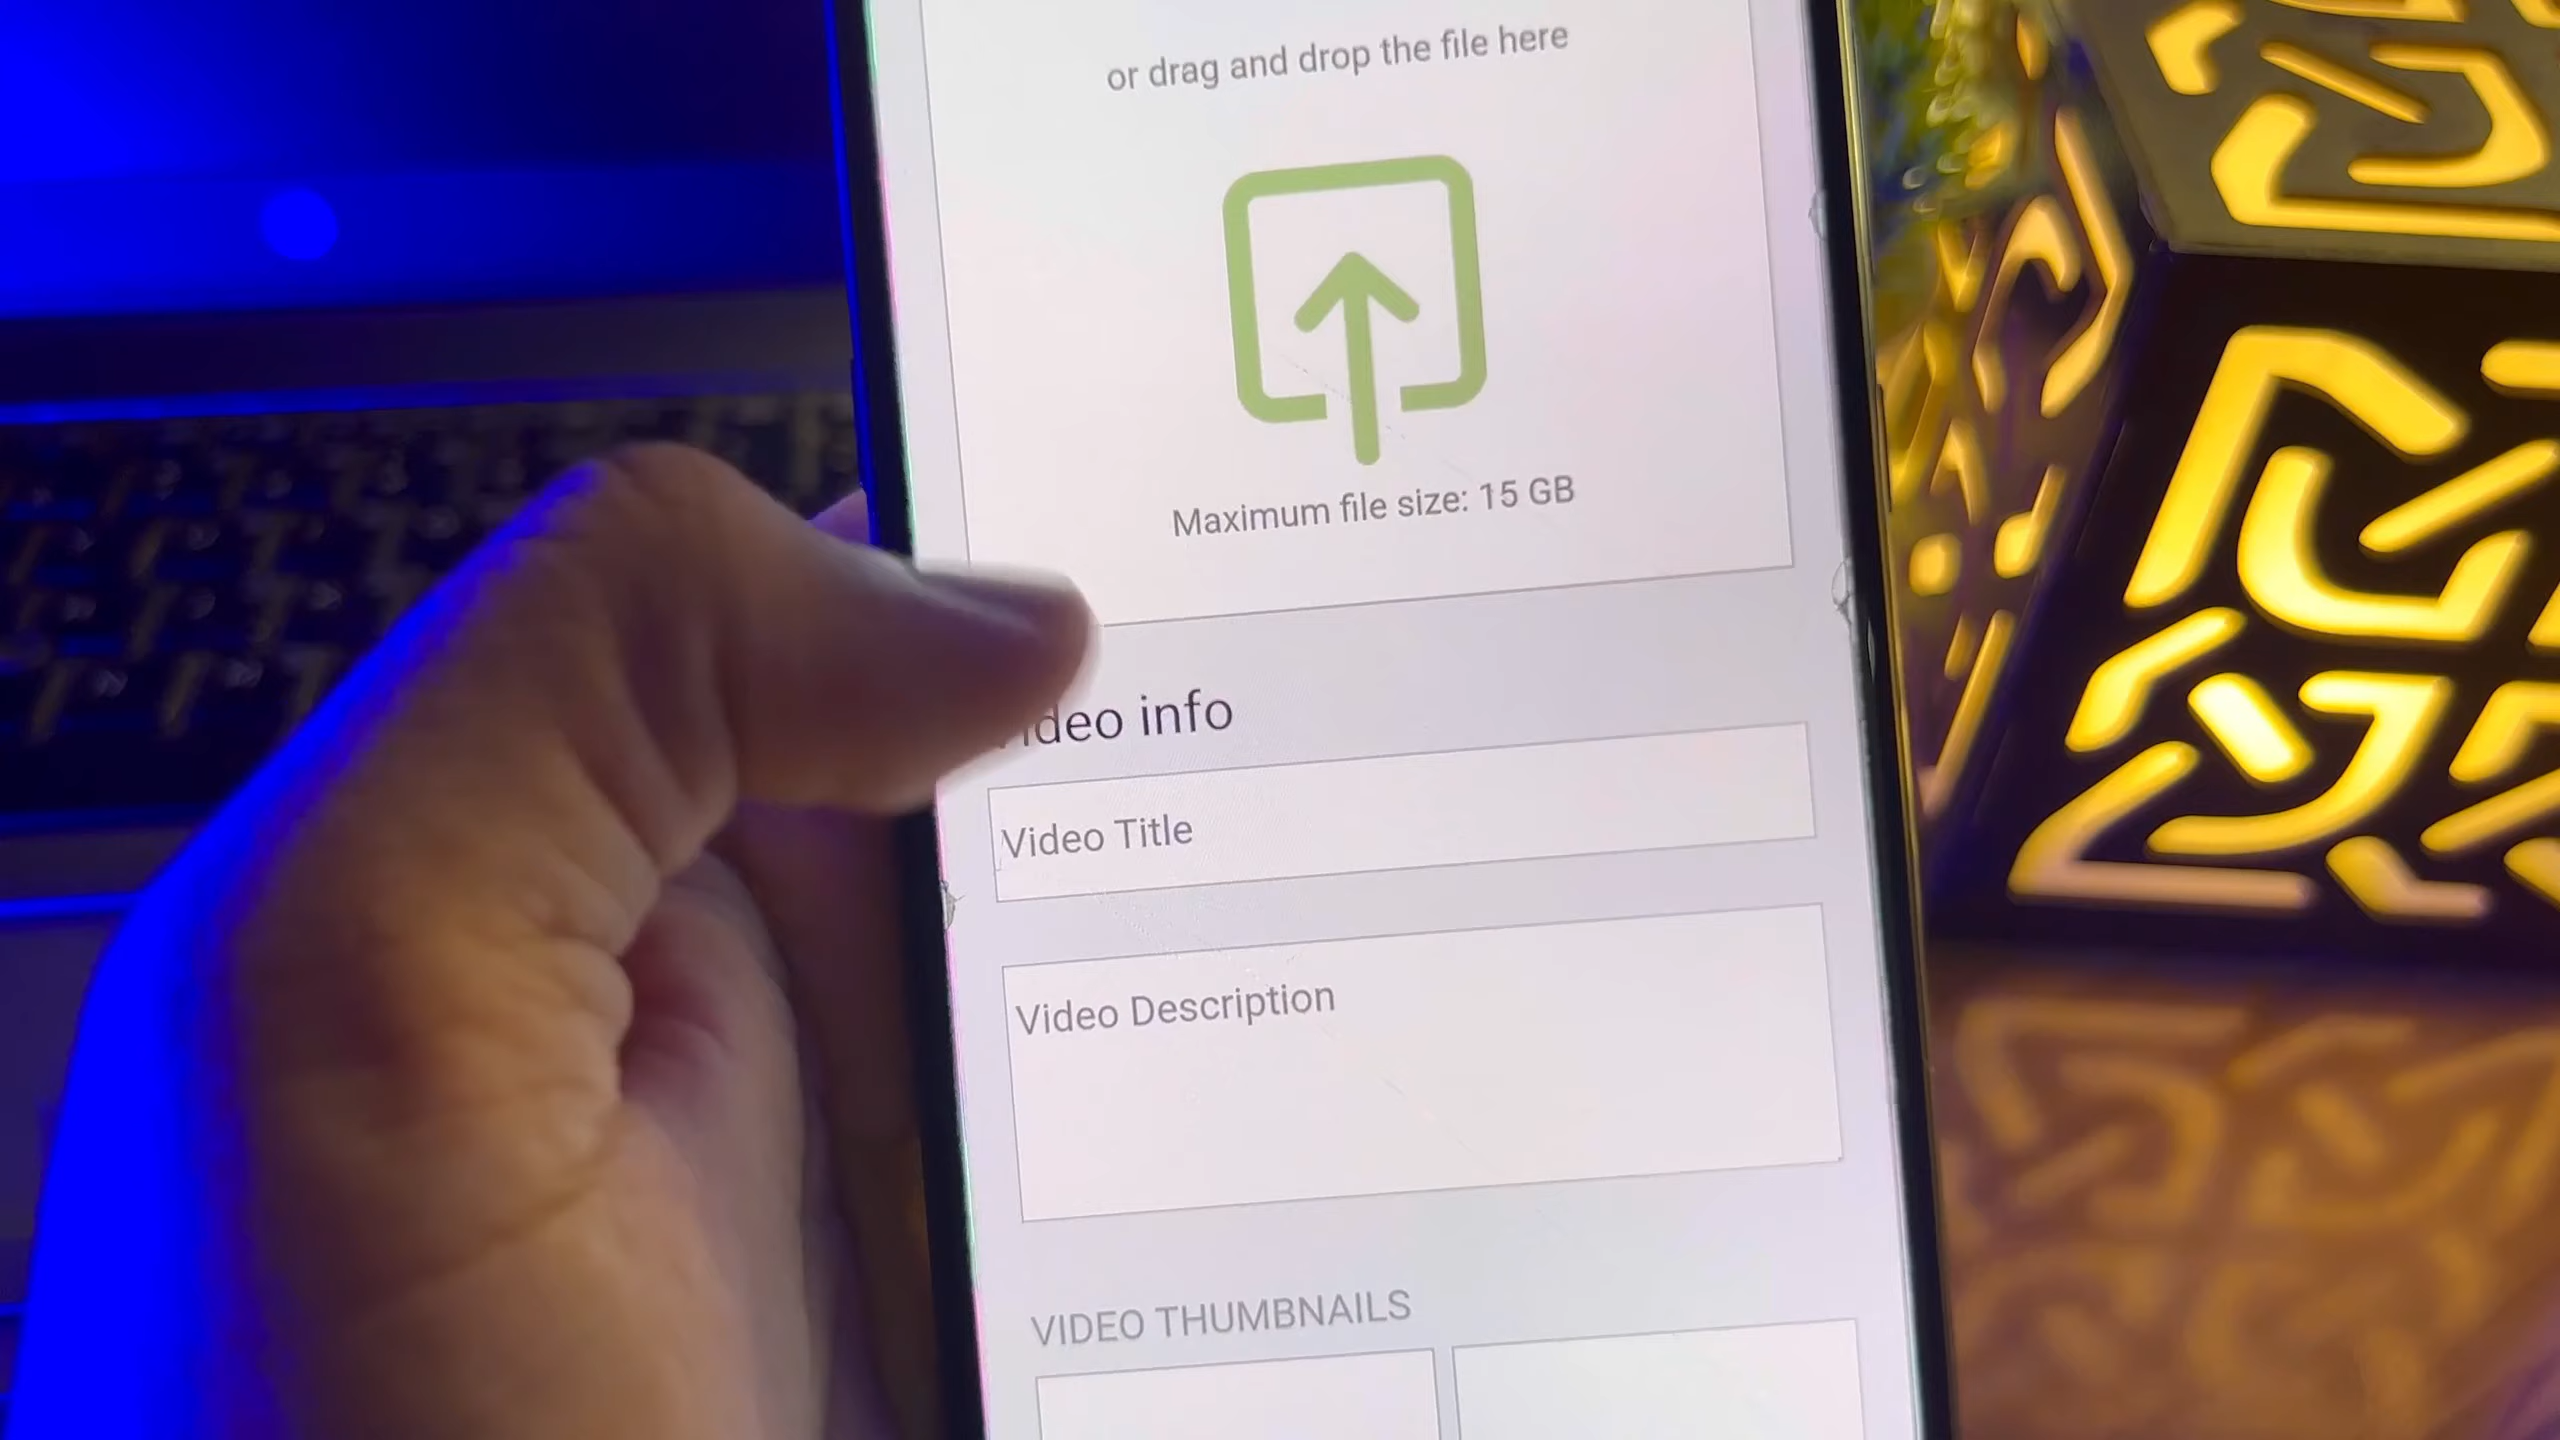 or drag and drop the file here
Maximum file size: 15 GB
Video info
Video Title
Video Description
VIDEO THUMBNAILS